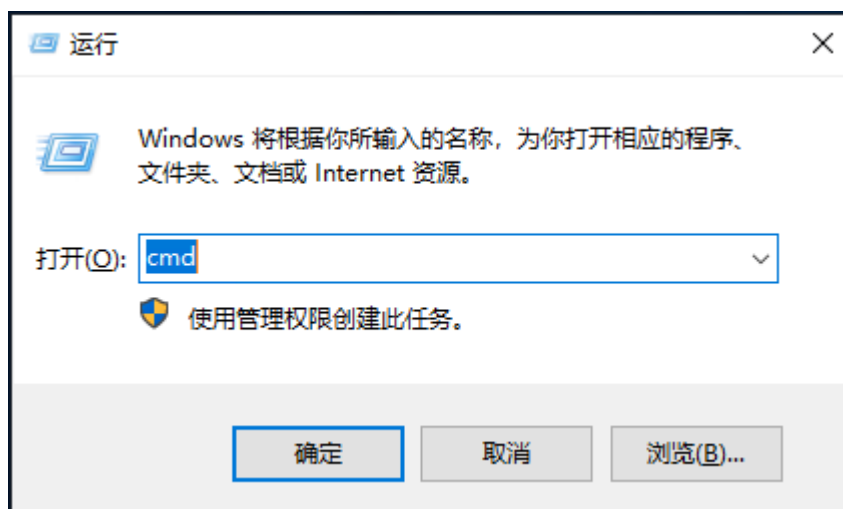 运行
Windows 将根据你所输入的名称，为你打开相应的程序、
文件夹、文档或 Internet 资源。
打开(O): cmd
使用管理权限创建此任务。
确定 取消 浏览(B)...